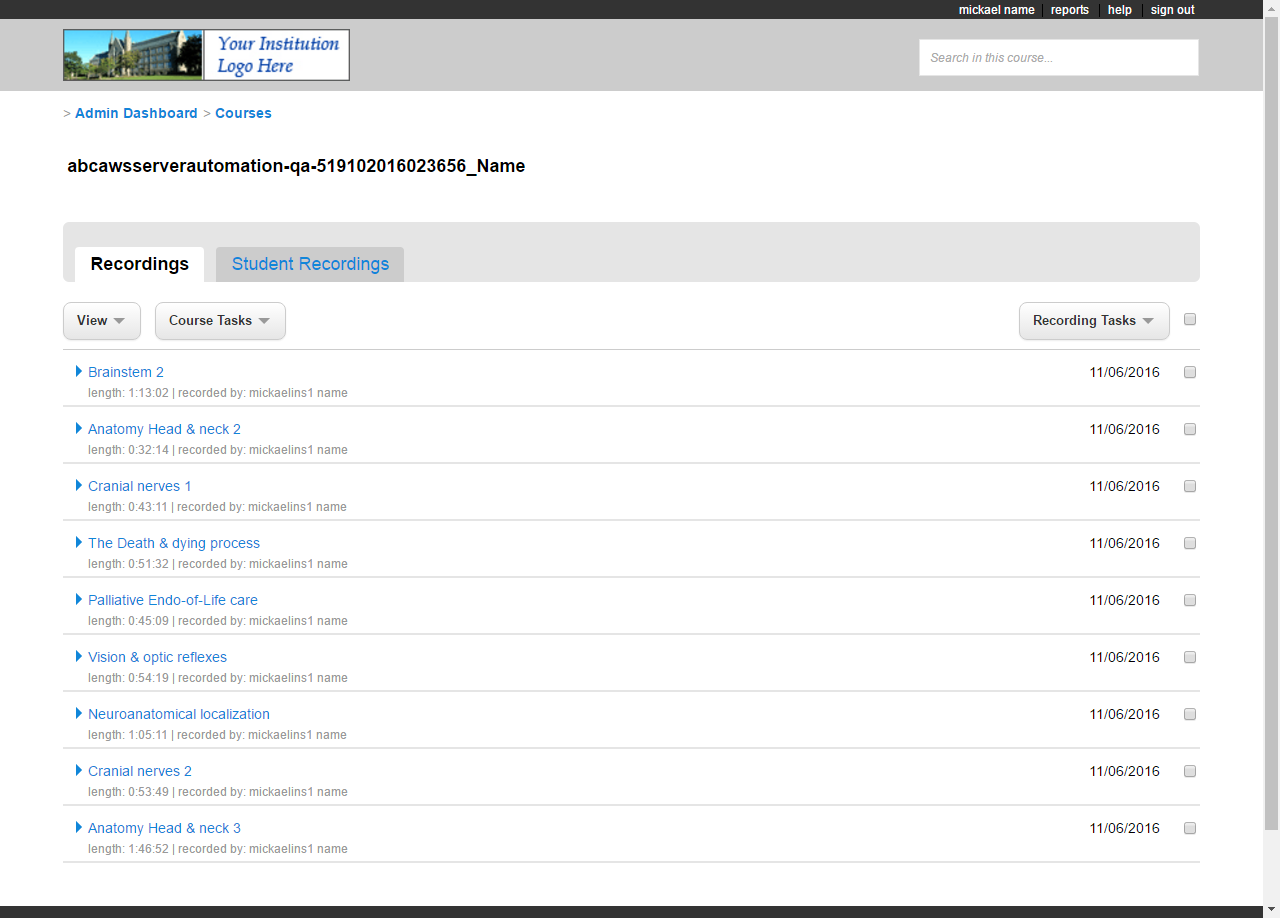 mickael name reports help sign out
Your Institution
Logo Here
Search in this course...
> Admin Dashboard > Courses
abcawsserverautomation-qa-519102016023656_Name
Recordings Student Recordings
View Course Tasks Recording Tasks
Brainstem 2 11/06/2016
length: 1:13:02 | recorded by: mickaelins1 name
Anatomy Head & neck 2 11/06/2016
length: 0:32:14 | recorded by: mickaelins1 name
Cranial nerves 1 11/06/2016
length: 0:43:11 | recorded by: mickaelins1 name
The Death & dying process 11/06/2016
length: 0:51:32 | recorded by: mickaelins1 name
Palliative Endo-of-Life care 11/06/2016
length: 0:45:09 | recorded by: mickaelins1 name
Vision & optic reflexes 11/06/2016
length: 0:54:19 | recorded by: mickaelins1 name
Neuroanatomical localization 11/06/2016
length: 1:05:11 | recorded by: mickaelins1 name
Cranial nerves 2 11/06/2016
length: 0:53:49 | recorded by: mickaelins1 name
Anatomy Head & neck 3 11/06/2016
length: 1:46:52 | recorded by: mickaelins1 name